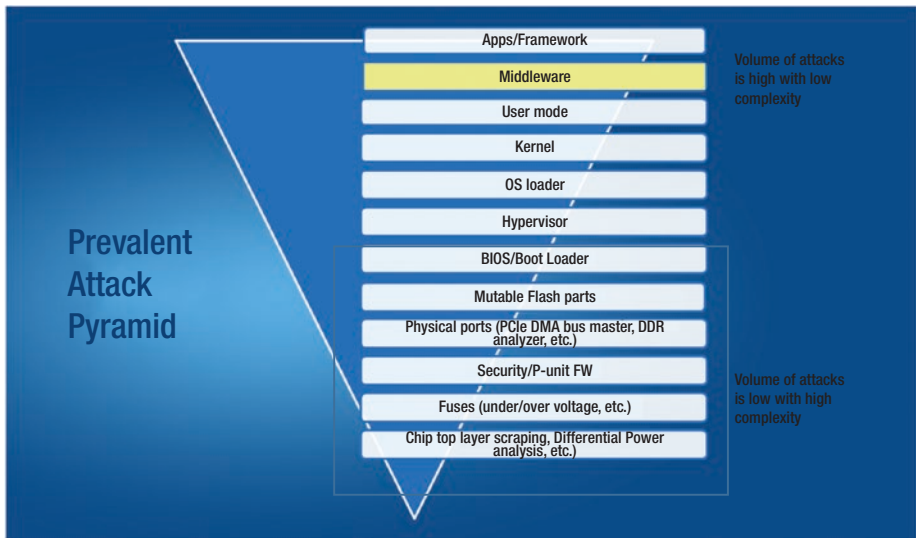 Apps/Framework
Middleware
User mode
Kernel
OS loader
Hypervisor
BIOS/Boot Loader
Mutable Flash parts
Physical ports (PCIe DMA bus master, DDR
analyzer, etc.)
Security/P-unit FW
Fuses (under/over voltage, etc.)
Chip top layer scraping, Differential Power
analysis, etc.)
Volume of attacks
is high with low
complexity
Prevalent
Attack
Pyramid
Volume of attacks
is low with high
complexity